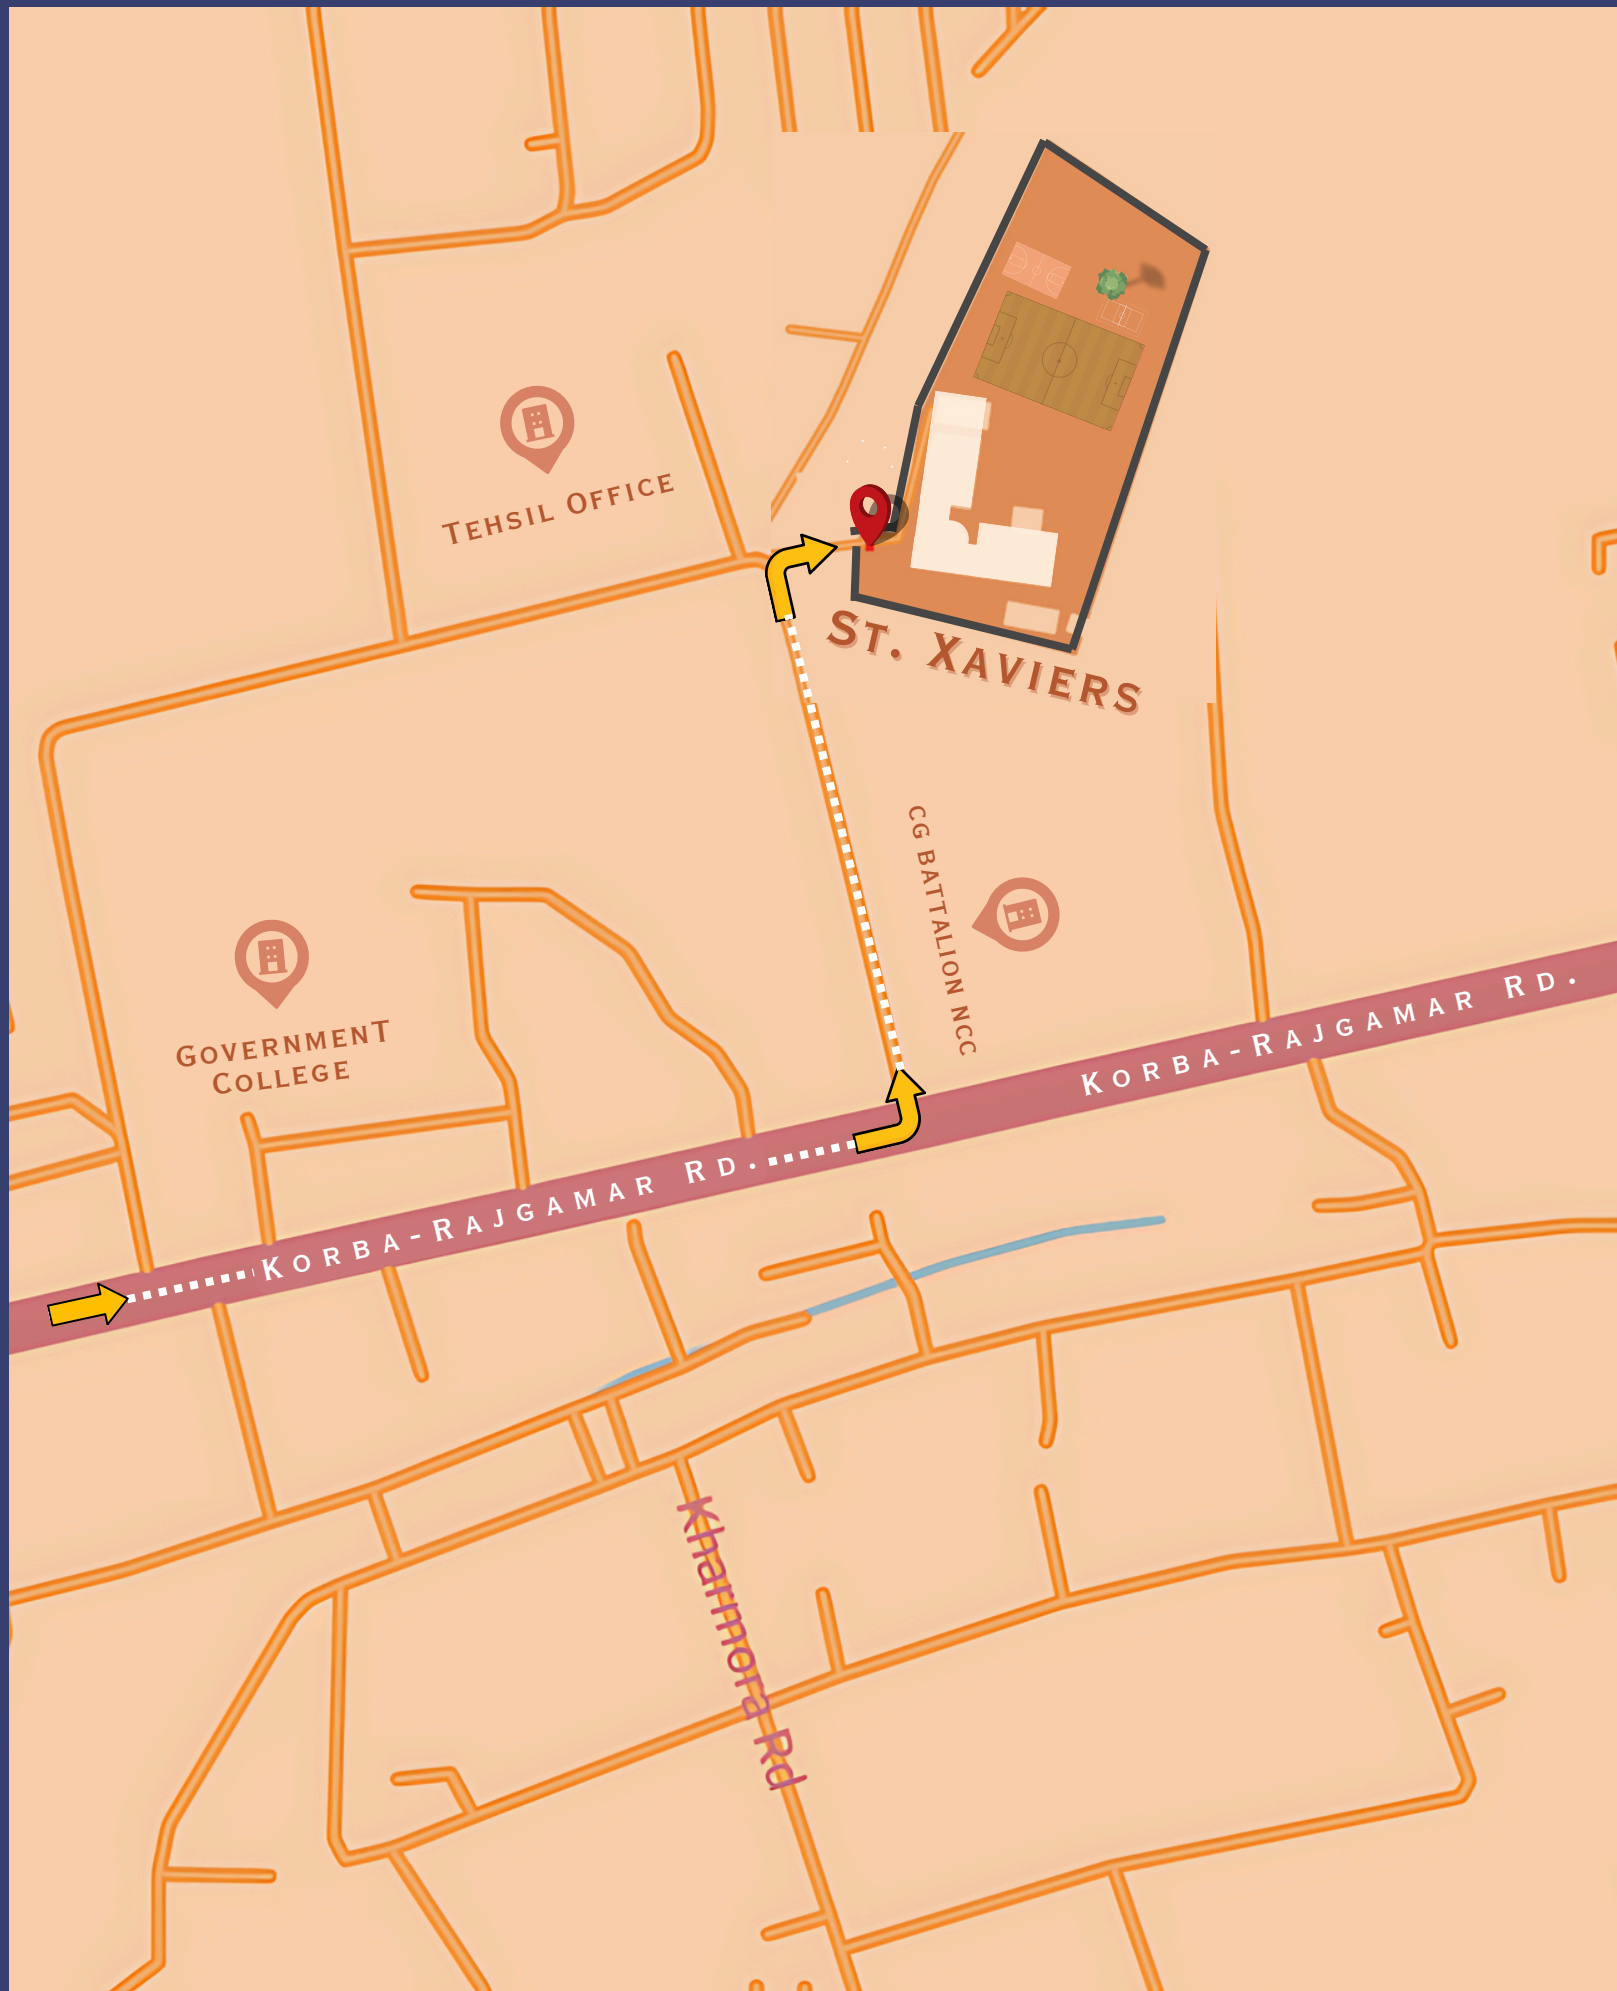 Tehsil Office
St. Xaviers
CG Battalion NCC
Government
College
Korba-Rajgamar Rd.
Korba-Rajgamar Rd.
Kharmora Rd